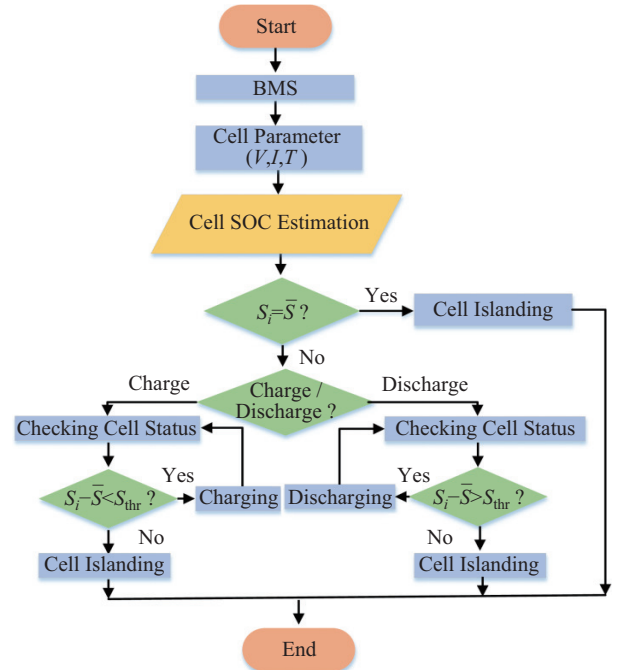 Start
BMS
Cell Parameter
(V,I,T)
Cell SOC Estimation
Sᵢ=S̅ ?
Yes
Cell Islanding
No
Charge
Charge /
Discharge ?
Discharge
Checking Cell Status
Checking Cell Status
Sᵢ−S̅<Sthr ?
Yes
Charging
Discharging
Yes
Sᵢ−S̅>Sthr ?
No
No
Cell Islanding
Cell Islanding
End